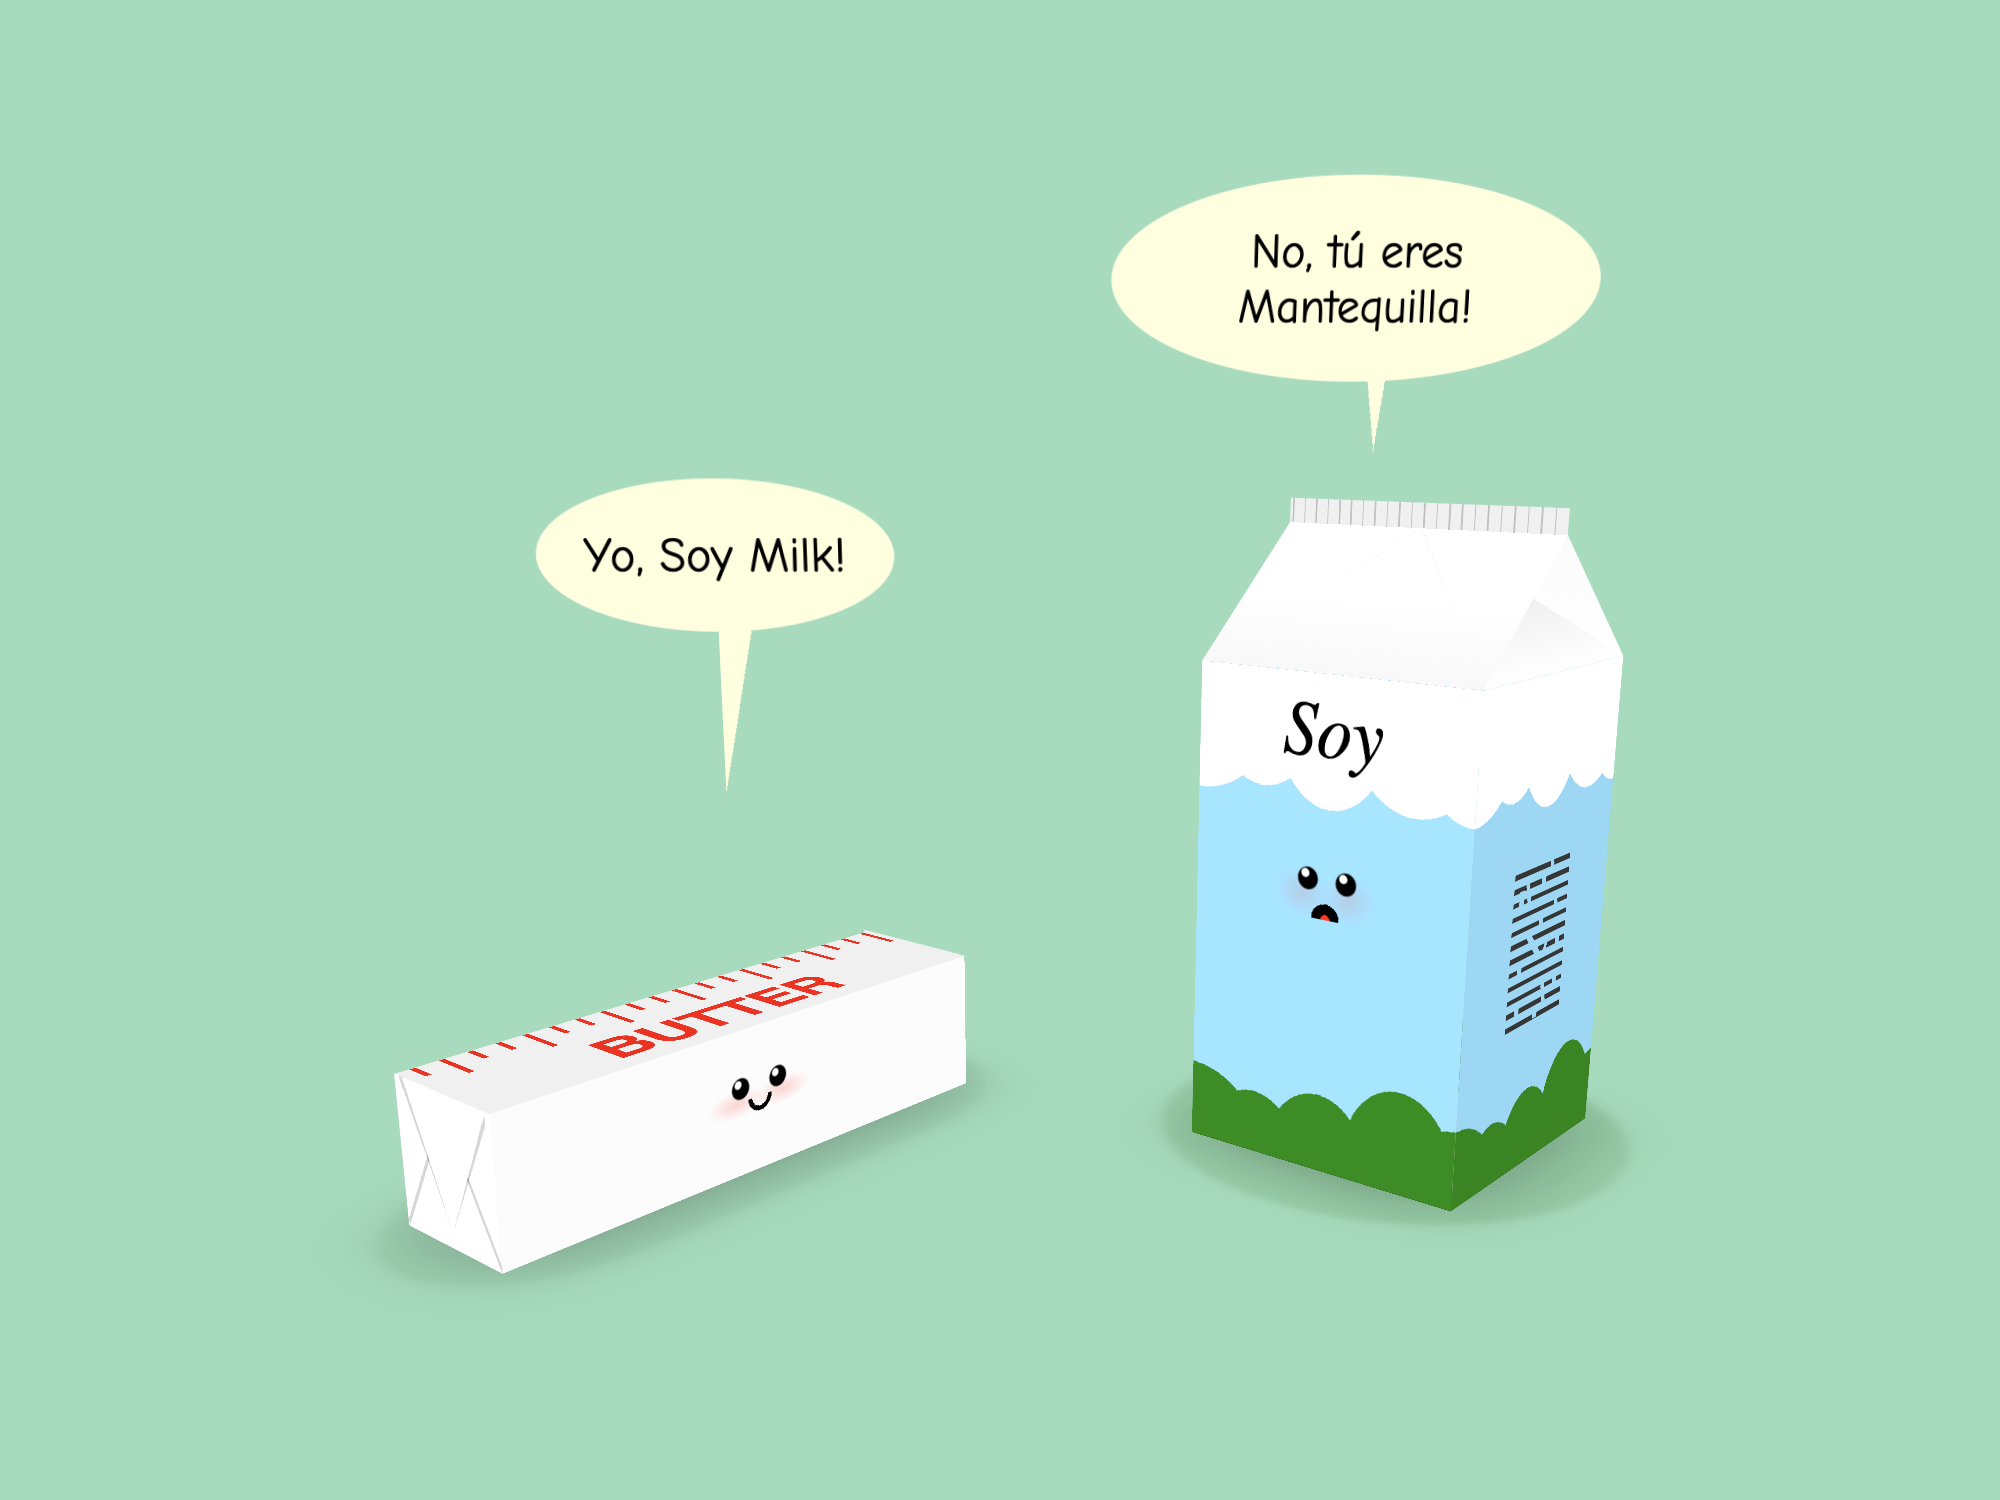 No, tú eres
Mantequilla!
Yo, Soy Milk!
Soy
BUTTER